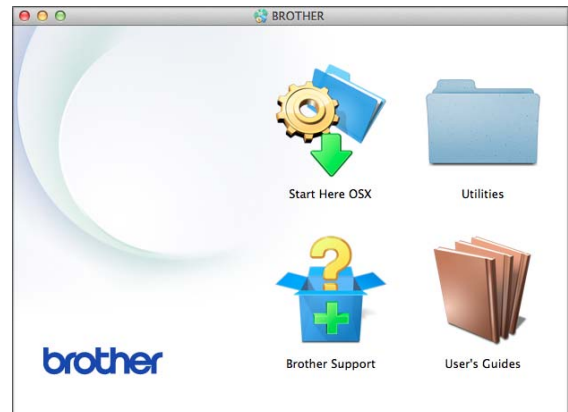 BROTHER
Start Here OSX
Utilities
Brother Support
User's Guides
brother